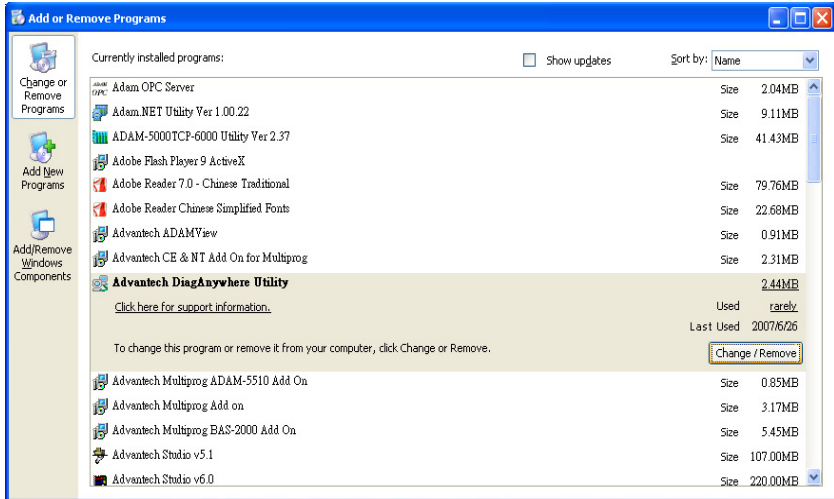 Add or Remove Programs
Change or
Remove
Programs
Add New
Programs
Add/Remove
Windows
Components
Currently installed programs:
Show updates
Sort by: Name
Adam OPC Server Size 2.04MB
Adam.NET Utility Ver 1.00.22 Size 9.11MB
ADAM-5000TCP-6000 Utility Ver 2.37 Size 41.43MB
Adobe Flash Player 9 ActiveX
Adobe Reader 7.0 - Chinese Traditional Size 79.76MB
Adobe Reader Chinese Simplified Fonts Size 22.68MB
Advantech ADAMView Size 0.91MB
Advantech CE & NT Add On for Multiprog Size 2.31MB
Advantech DiagAnywhere Utility 2.44MB
Click here for support information. Used rarely
Last Used 2007/6/26
To change this program or remove it from your computer, click Change or Remove. Change / Remove
Advantech Multiprog ADAM-5510 Add On Size 0.85MB
Advantech Multiprog Add on Size 3.17MB
Advantech Multiprog BAS-2000 Add On Size 5.45MB
Advantech Studio v5.1 Size 107.00MB
Advantech Studio v6.0 Size 220.00MB